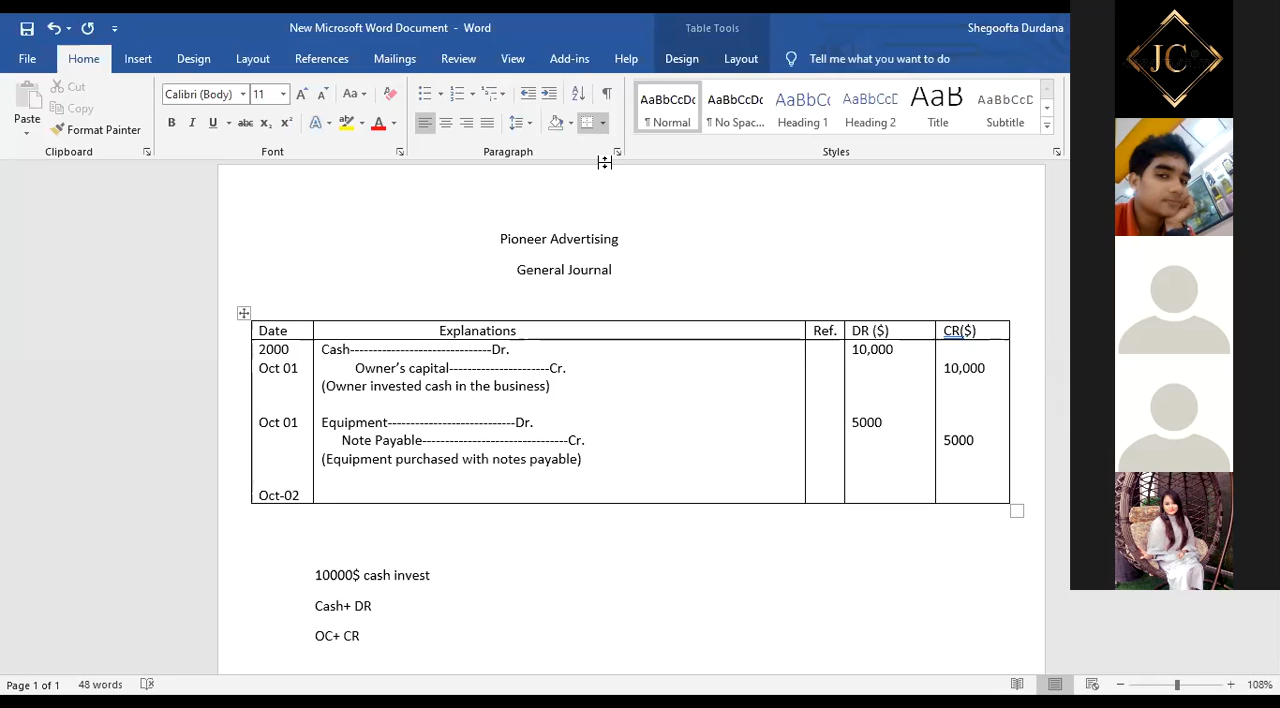 New Microsoft Word Document - Word
Table Tools
Shegoofta Durdana
File Home Insert Design Layout References Mailings Review View Add-ins Help Design Layout Tell me what you want to do
Paste
Cut
Copy
Format Painter
Clipboard
Calibri (Body) 11
Font
Paragraph
AaBbCcDc AaBbCcDc AaBbCc AaBbCcD AaB AaBbCcD
¶ Normal ¶ No Spac... Heading 1 Heading 2 Title Subtitle
Styles
JC
Pioneer Advertising
General Journal
Date Explanations Ref. DR ($) CR($)
2000 Cash------------------------------Dr. 10,000
Oct 01 Owner's capital---------------------Cr. 10,000
(Owner invested cash in the business)
Oct 01 Equipment---------------------------Dr. 5000
Note Payable-------------------------------Cr. 5000
(Equipment purchased with notes payable)
Oct-02
10000$ cash invest
Cash+ DR
OC+ CR
Page 1 of 1 48 words 108%